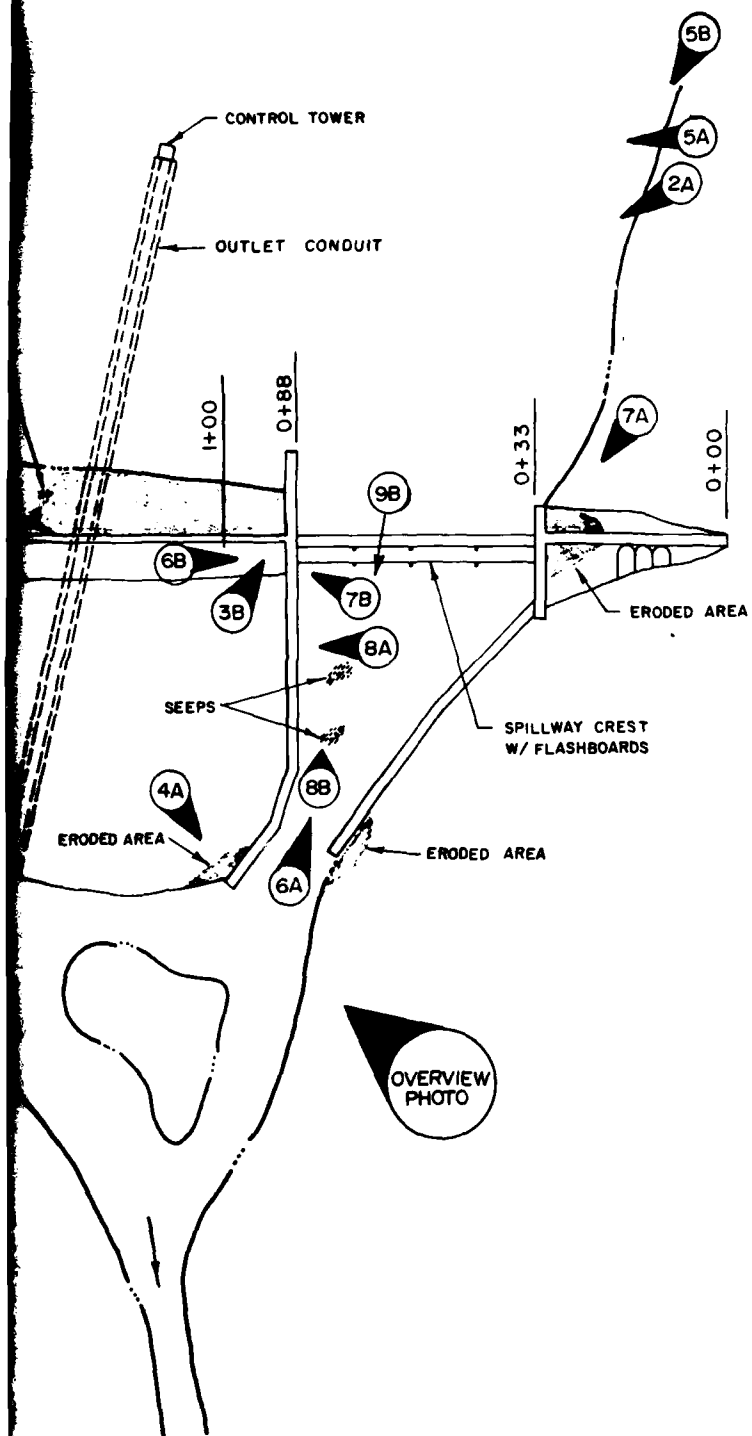 5B
CONTROL TOWER
5A
2A
OUTLET CONDUIT
1+00
0+88
0+33
0+00
7A
9B
6B
3B
7B
ERODED AREA
8A
SEEPS
SPILLWAY CREST
W/ FLASHBOARDS
4A
8B
ERODED AREA
ERODED AREA
6A
OVERVIEW
PHOTO